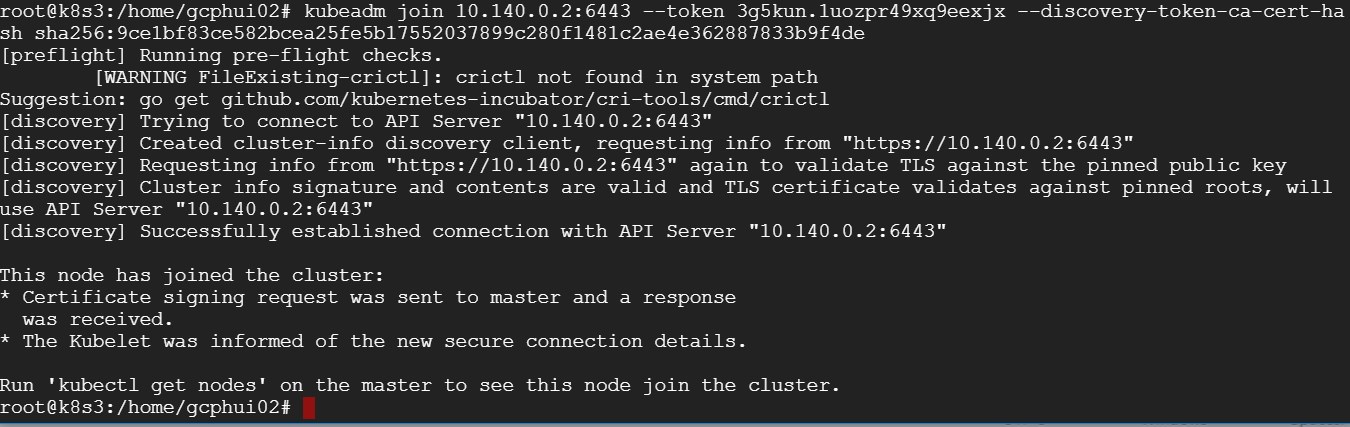 root@k8s3:/home/gcphui02# kubeadm join 10.140.0.2:6443 --token 3g5kun.1uozpr49xq9eexjx --discovery-token-ca-cert-ha
sh sha256:9ce1bf83ce582bcea25fe5b17552037899c280f1481c2ae4e362887833b9f4de
[preflight] Running pre-flight checks.
        [WARNING FileExisting-crictl]: crictl not found in system path
Suggestion: go get github.com/kubernetes-incubator/cri-tools/cmd/crictl
[discovery] Trying to connect to API Server "10.140.0.2:6443"
[discovery] Created cluster-info discovery client, requesting info from "https://10.140.0.2:6443"
[discovery] Requesting info from "https://10.140.0.2:6443" again to validate TLS against the pinned public key
[discovery] Cluster info signature and contents are valid and TLS certificate validates against pinned roots, will
use API Server "10.140.0.2:6443"
[discovery] Successfully established connection with API Server "10.140.0.2:6443"

This node has joined the cluster:
* Certificate signing request was sent to master and a response
  was received.
* The Kubelet was informed of the new secure connection details.

Run 'kubectl get nodes' on the master to see this node join the cluster.
root@k8s3:/home/gcphui02#